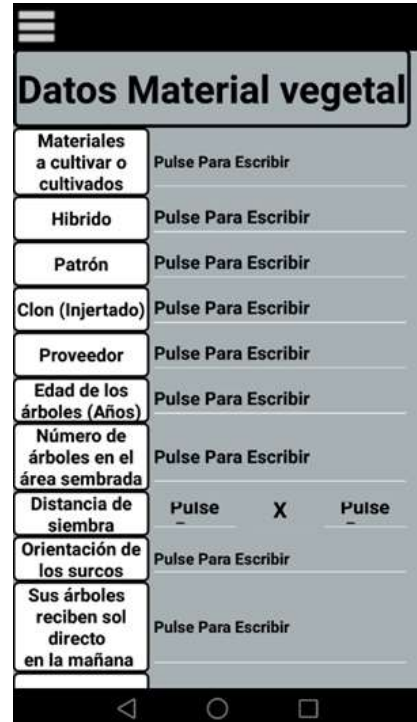 Datos Material vegetal
Materiales
a cultivar o
cultivados
Pulse Para Escribir
Hibrido
Pulse Para Escribir
Patrón
Pulse Para Escribir
Clon (Injertado)
Pulse Para Escribir
Proveedor
Pulse Para Escribir
Edad de los
árboles (Años)
Pulse Para Escribir
Número de
árboles en el
área sembrada
Pulse Para Escribir
Distancia de
siembra
Pulse X Pulse
Orientación de
los surcos
Pulse Para Escribir
Sus árboles
reciben sol
directo
en la mañana
Pulse Para Escribir